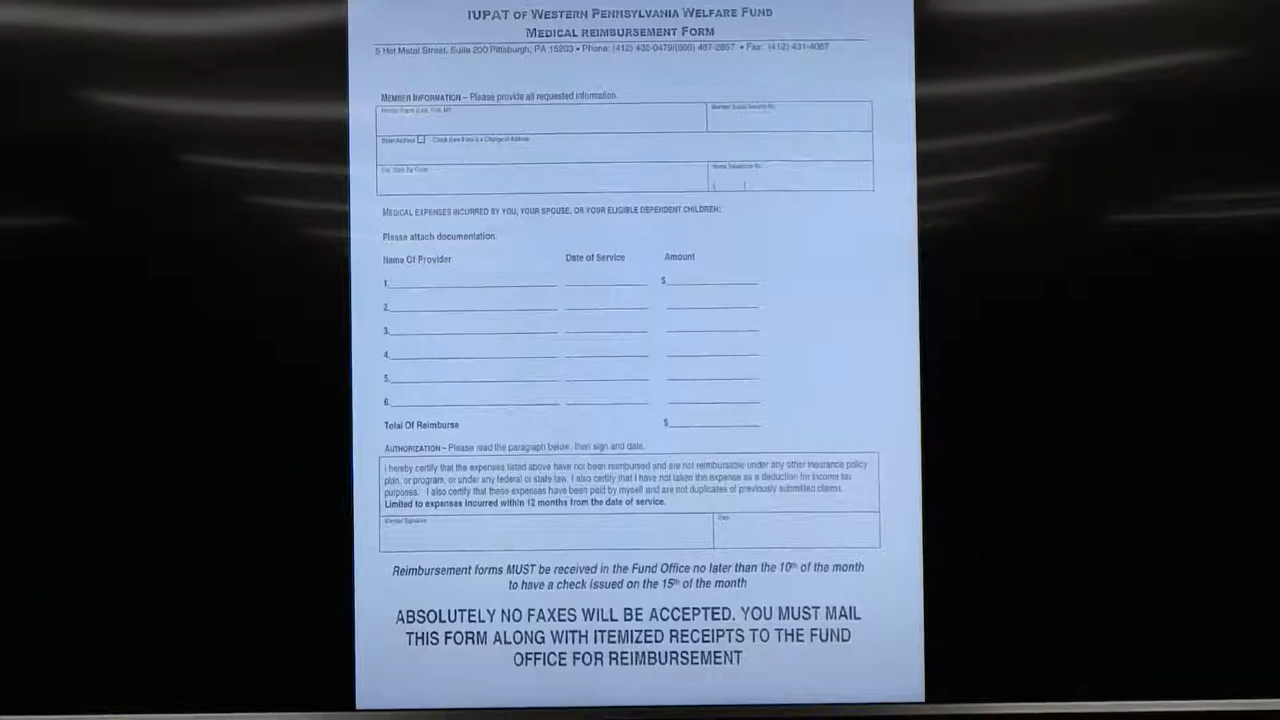 IUPAT OF WESTERN PENNSYLVANIA WELFARE FUND
MEDICAL REIMBURSEMENT FORM
5 Hot Metal Street, Suite 200 Pittsburgh, PA 15203 • Phone: (412) 432-0479/(866) 467-2857 • Fax: (412) 431-4067
MEMBER INFORMATION – Please provide all requested information.
Member Name (Last, First, MI)
Member Social Security No.
Street Address Check Here if this is a Change of Address
City, State Zip Code
Home Telephone No.
( )
MEDICAL EXPENSES INCURRED BY YOU, YOUR SPOUSE, OR YOUR ELIGIBLE DEPENDENT CHILDREN:
Please attach documentation.
Name Of Provider Date of Service Amount
1. $
2.
3.
4.
5.
6.
Total Of Reimburse $
AUTHORIZATION – Please read the paragraph below, then sign and date.
I hereby certify that the expenses listed above have not been reimbursed and are not reimbursable under any other insurance policy
plan, or program, or under any federal or state law. I also certify that I have not taken the expense as a deduction for income tax
purposes. I also certify that these expenses have been paid by myself and are not duplicates of previously submitted claims.
Limited to expenses incurred within 12 months from the date of service.
Member Signature
Date
Reimbursement forms MUST be received in the Fund Office no later than the 10th of the month
to have a check issued on the 15th of the month
ABSOLUTELY NO FAXES WILL BE ACCEPTED. YOU MUST MAIL
THIS FORM ALONG WITH ITEMIZED RECEIPTS TO THE FUND
OFFICE FOR REIMBURSEMENT